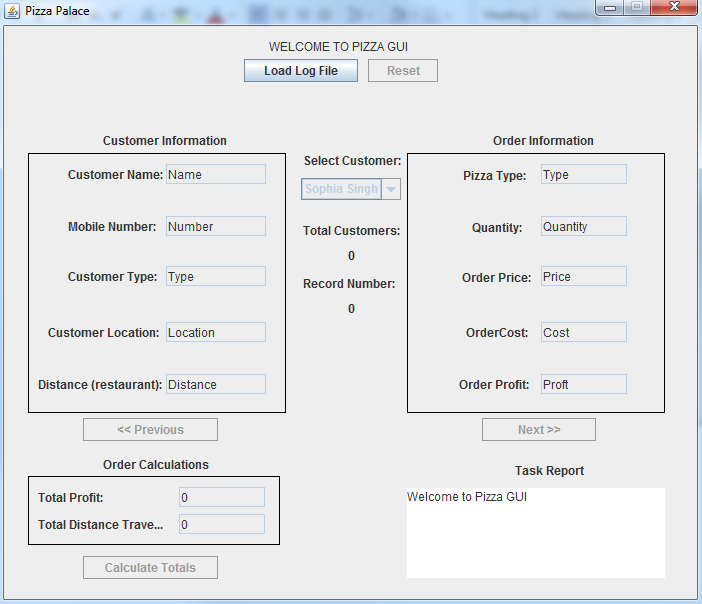 Pizza Palace
WELCOME TO PIZZA GUI
Load Log File
Reset
Customer Information
Customer Name: Name
Mobile Number: Number
Customer Type: Type
Customer Location: Location
Distance (restaurant): Distance
<< Previous
Select Customer:
Sophia Singh
Total Customers:
0
Record Number:
0
Order Information
Pizza Type: Type
Quantity: Quantity
Order Price: Price
OrderCost: Cost
Order Profit: Proft
Next >>
Order Calculations
Total Profit: 0
Total Distance Trave... 0
Calculate Totals
Task Report
Welcome to Pizza GUI